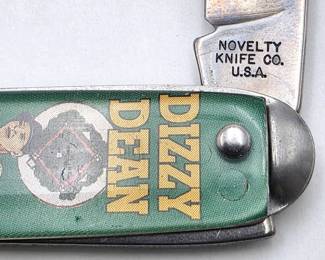 NOVELTY
KNIFE CO.
U.S.A.
DIZZY
DEAN